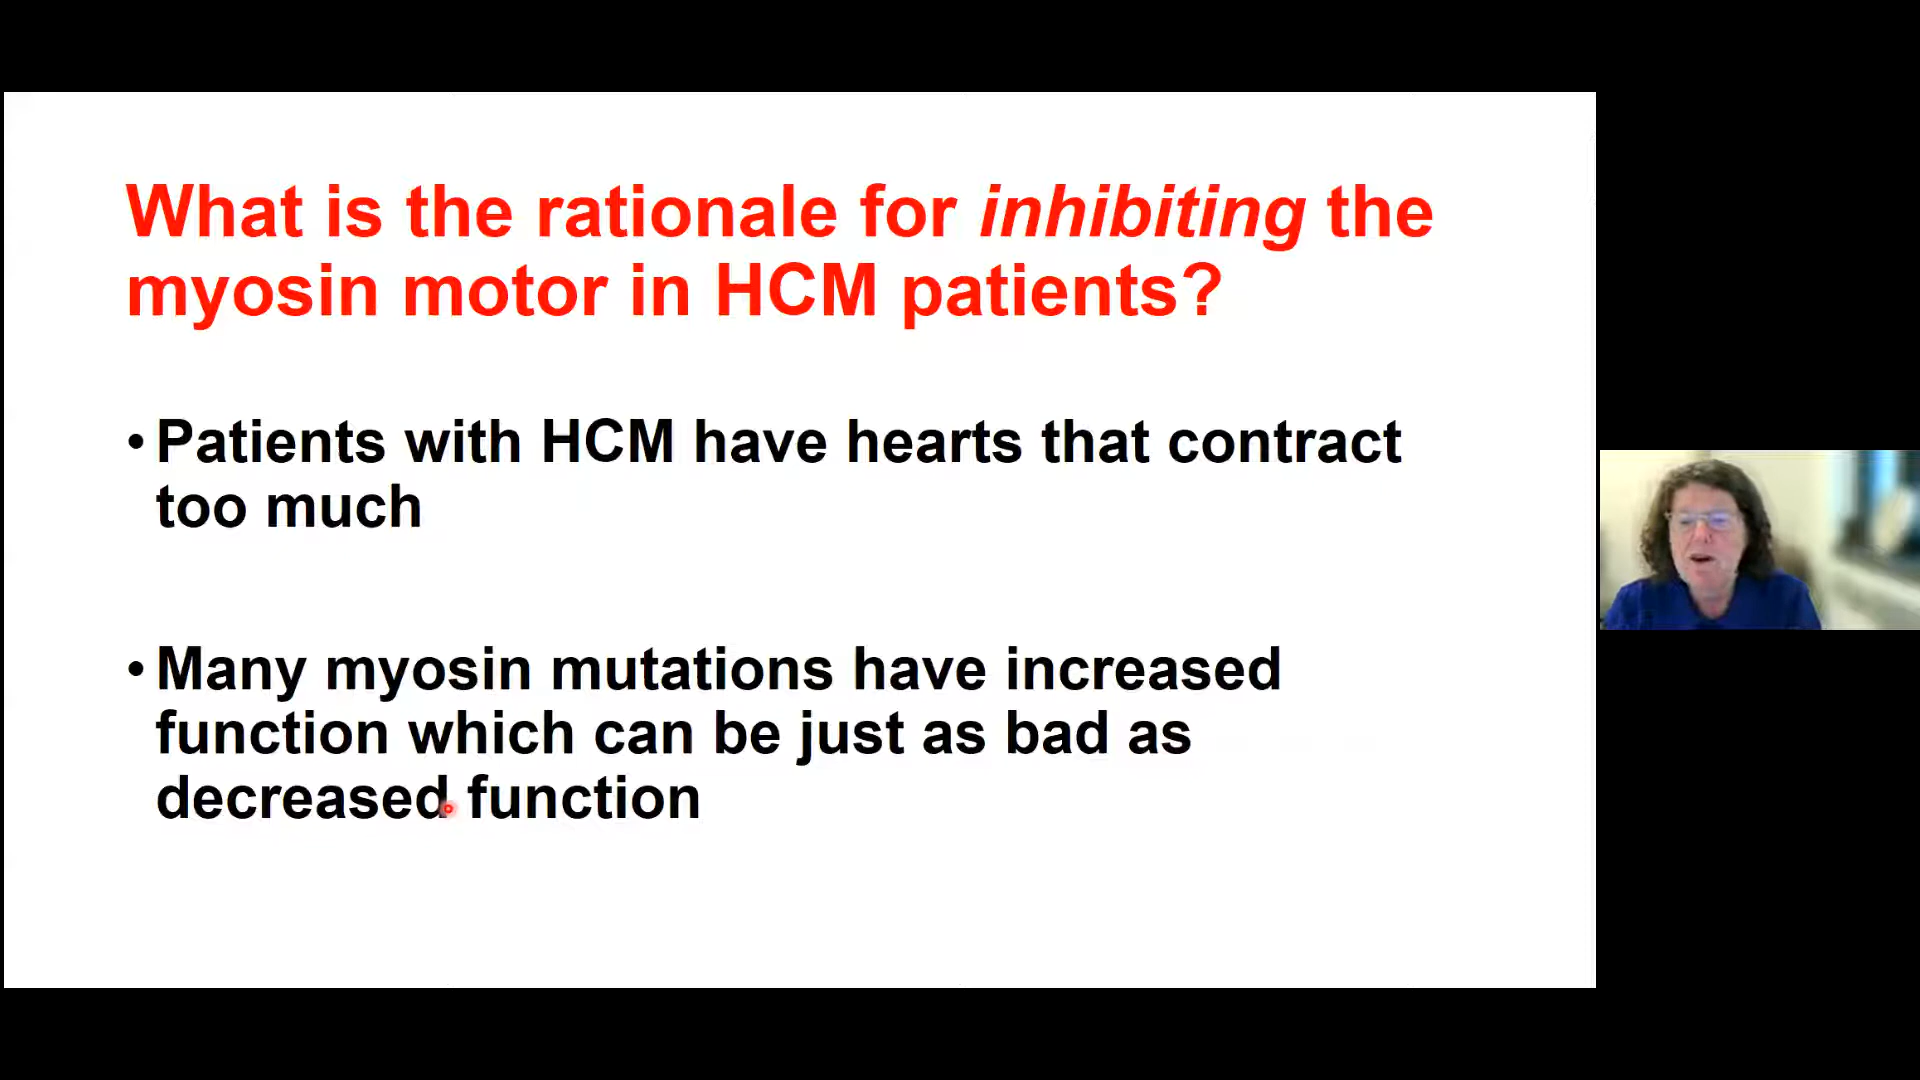 What is the rationale for inhibiting the
myosin motor in HCM patients?
• Patients with HCM have hearts that contract
too much
• Many myosin mutations have increased
function which can be just as bad as
decreased function